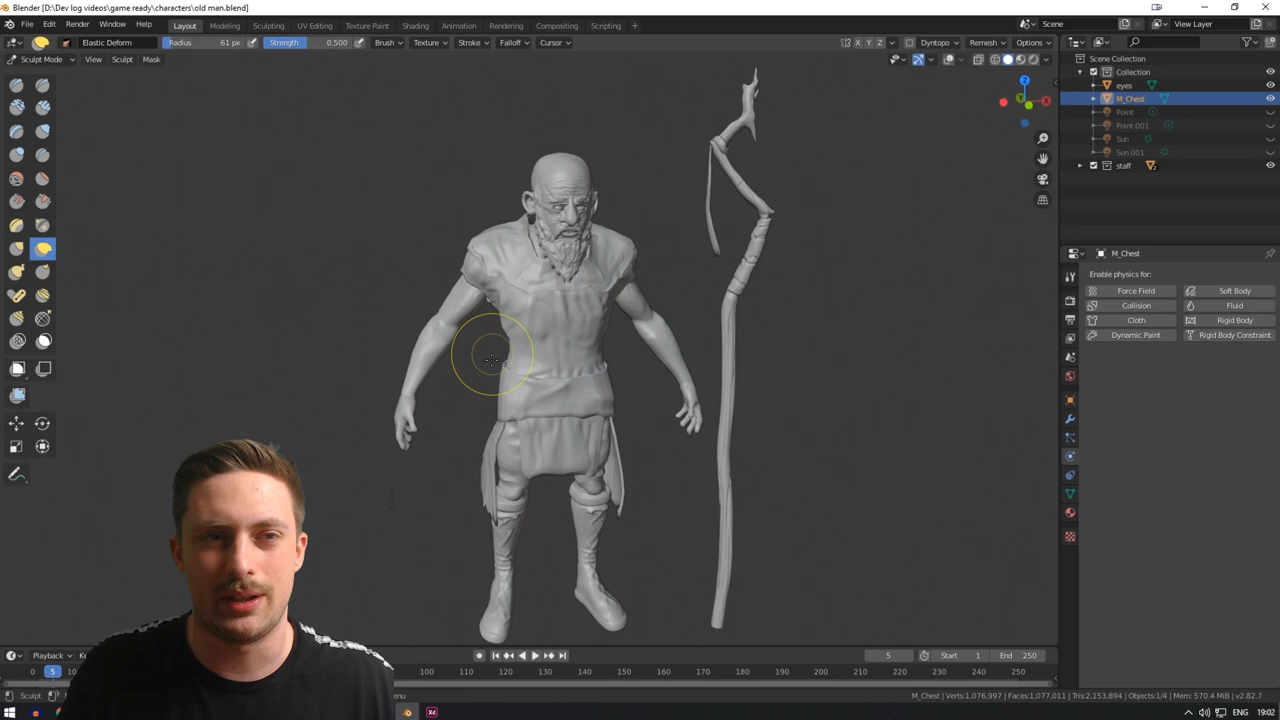 Blender [D:\Dev log videos\game ready\characters\old man.blend]
File Edit Render Window Help Layout Modeling Sculpting UV Editing Texture Paint Shading Animation Rendering Compositing Scripting + Scene View Layer
Elastic Deform Radius 61 px Strength 0.500 Brush Texture Stroke Falloff Cursor X Y Z Dyntopo Remesh Options
Sculpt Mode View Sculpt Mask
Scene Collection
Collection
eyes
M_Chest
Point
Point.001
Sun
Sun.001
staff 2
Z
X
Y
M_Chest
Enable physics for:
Force Field Soft Body
Collision Fluid
Cloth Rigid Body
Dynamic Paint Rigid Body Constraint
Playback 5 Start 1 End 250
0 5 10 100 110 120 130 140 150 160 170 180 190 200 210 220 230 240 250
Sculpt M_Chest | Verts:1,076,997 | Faces:1,077,011 | Tris:2,153,894 | Objects:1/4 | Mem: 570.4 MiB | v2.82.7
Xd ENG 19:02